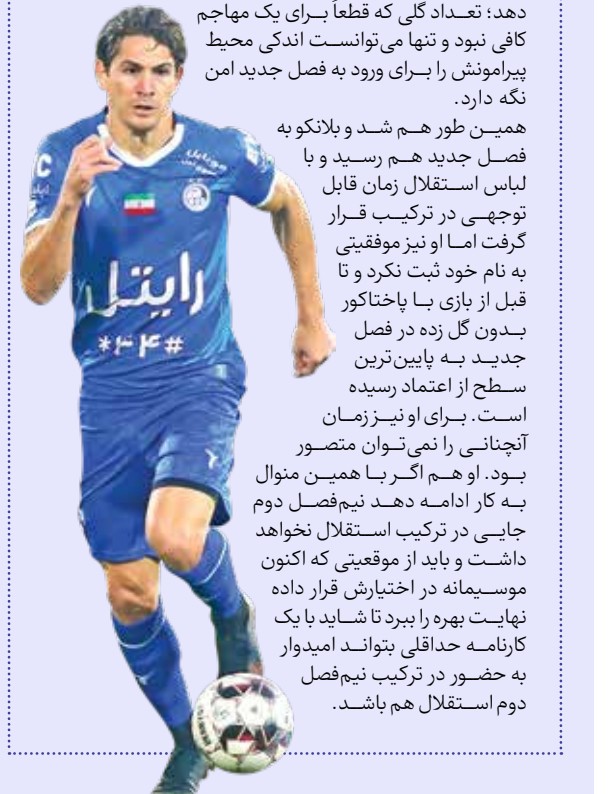 دهد؛ تعداد گلی که قطعاً برای یک مهاجم
کافی نبود و تنها می‌توانست اندکی محیط
پیرامونش را برای ورود به فصل جدید امن
نگه دارد.
همین طور هم شد و بلانکو به
فصل جدید هم رسید و با
لباس استقلال زمان قابل
توجهی در ترکیب قرار
گرفت اما او نیز موفقیتی
به نام خود ثبت نکرد و تا
قبل از بازی با پاختاکور
بدون گل زده در فصل
جدید به پایین‌ترین
سطح از اعتماد رسیده
است. برای او نیز زمان
آنچنانی را نمی‌توان متصور
بود. او هم اگر با همین منوال
به کار ادامه دهد نیم‌فصل دوم
جایی در ترکیب استقلال نخواهد
داشت و باید از موقعیتی که اکنون
موسیمانه در اختیارش قرار داده
نهایت بهره را ببرد تا شاید با یک
کارنامه حداقلی بتواند امیدوار
به حضور در ترکیب نیم‌فصل
دوم استقلال هم باشد.
رایتل
*۳۴#